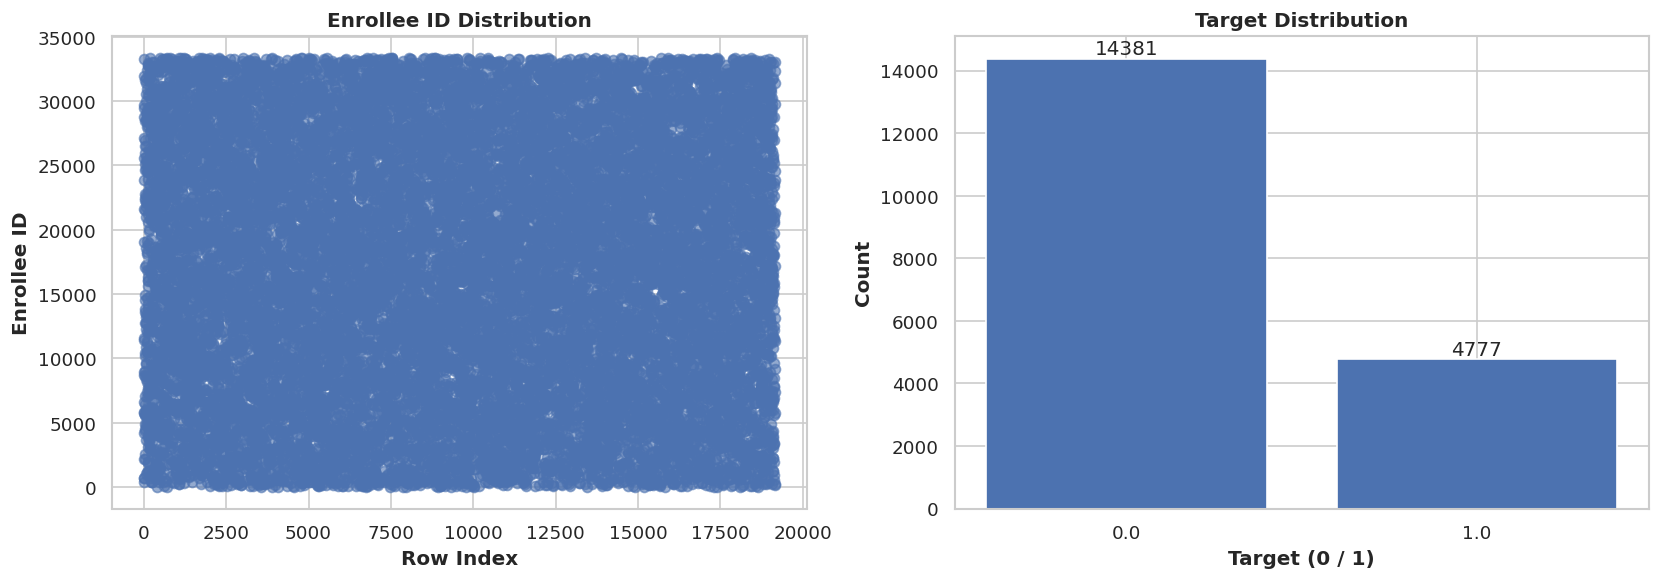 Enrollee ID Distribution
Enrollee ID
35000
30000
25000
20000
15000
10000
5000
0
0 2500 5000 7500 10000 12500 15000 17500 20000
Row Index
Target Distribution
Count
14000
12000
10000
8000
6000
4000
2000
0
14381
4777
0.0 1.0
Target (0 / 1)